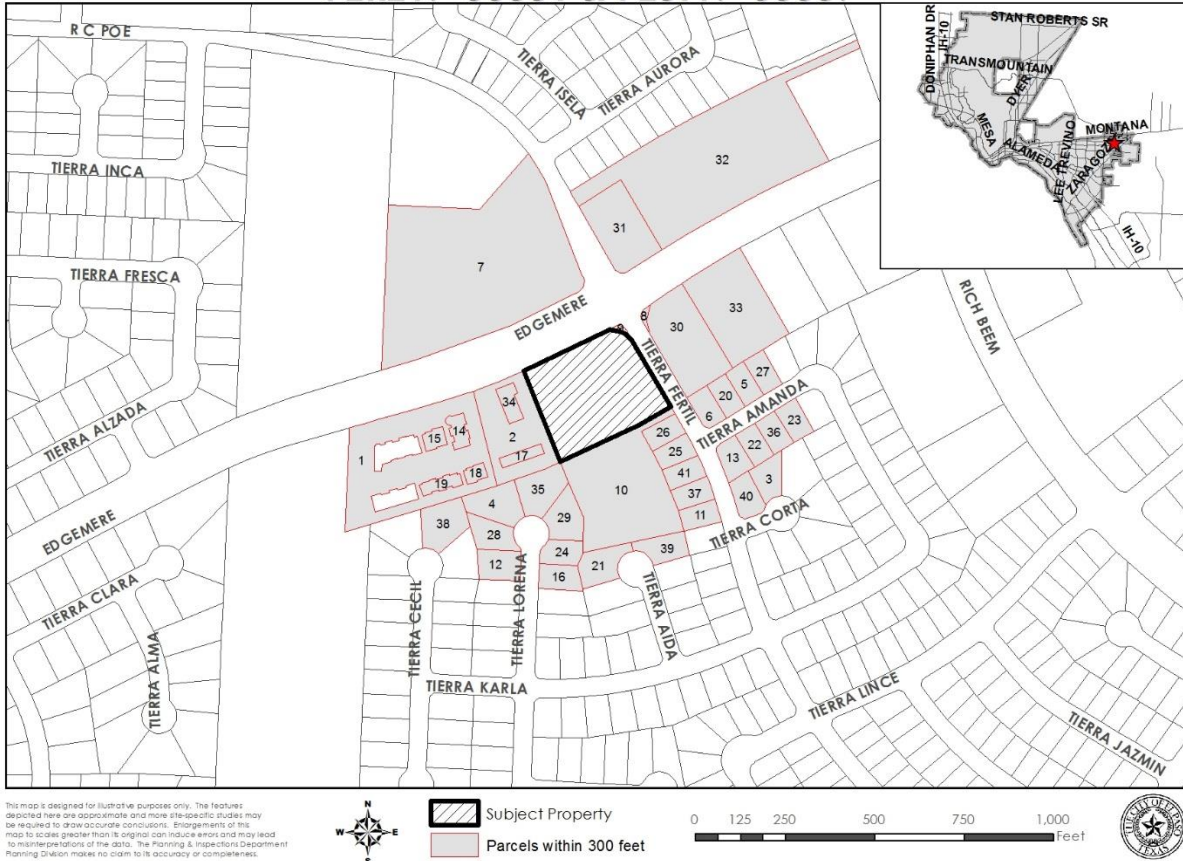 R C POE
TIERRA ISELA
TIERRA AURORA
TIERRA INCA
TIERRA FRESCA
TIERRA ALZADA
EDGEMERE
EDGEMERE
TIERRA CLARA
TIERRA ALMA
TIERRA CECIL
TIERRA LORENA
TIERRA KARLA
TIERRA AIDA
TIERRA CORTA
TIERRA AMANDA
TIERRA FERTIL
TIERRA LINCE
TIERRA JAZMIN
RICH BEEM
32
31
7
8
30
33
34
27
5
20
6
14
15
2
1
17
18
19
26
25
41
37
11
23
36
22
13
3
40
10
35
4
29
38
28
24
12
16
21
39
STAN ROBERTS SR
DONIPHAN DR
IH-10
TRANSMOUNTAIN
DYER
MESA
ALAMEDA
LEE TREVINO
ZARAGOZA
MONTANA
IH-10
This map is designed for illustrative purposes only. The features
depicted here are approximate and more site-specific studies may
be required to draw accurate conclusions. Enlargements of this
map to scales greater than its original can induce errors and may lead
to misinterpretations of the data. The Planning & Inspections Department
Planning Division makes no claim to its accuracy or completeness.
N
W E
S
Subject Property
Parcels within 300 feet
0 125 250 500 750 1,000
Feet
THE CITY OF EL PASO
TEXAS